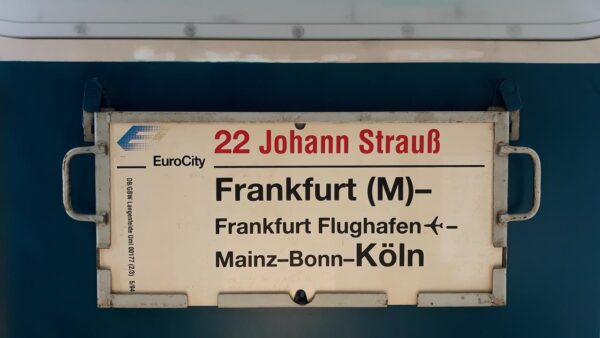 22 Johann Strauß
EuroCity
Frankfurt (M)–
Frankfurt Flughafen ✈–
Mainz–Bonn–Köln